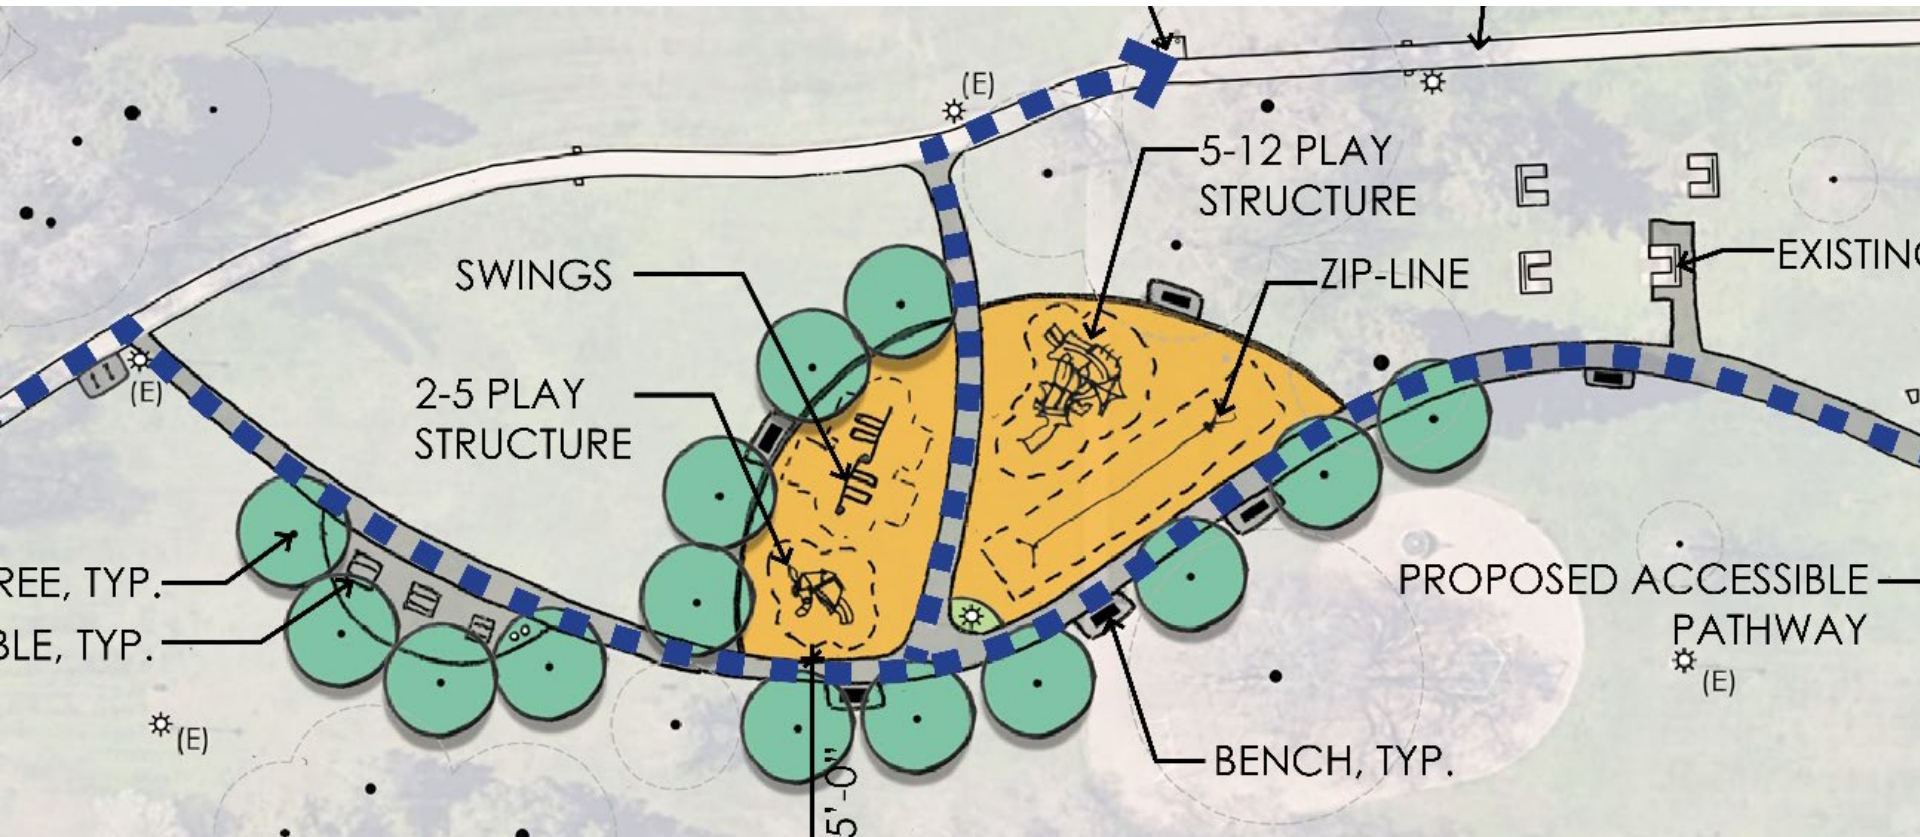 (E)
5-12 PLAY
STRUCTURE
SWINGS
ZIP-LINE
EXISTING
(E)
2-5 PLAY
STRUCTURE
REE, TYP.
BLE, TYP.
PROPOSED ACCESSIBLE
PATHWAY
(E)
(E)
BENCH, TYP.
5'-0"